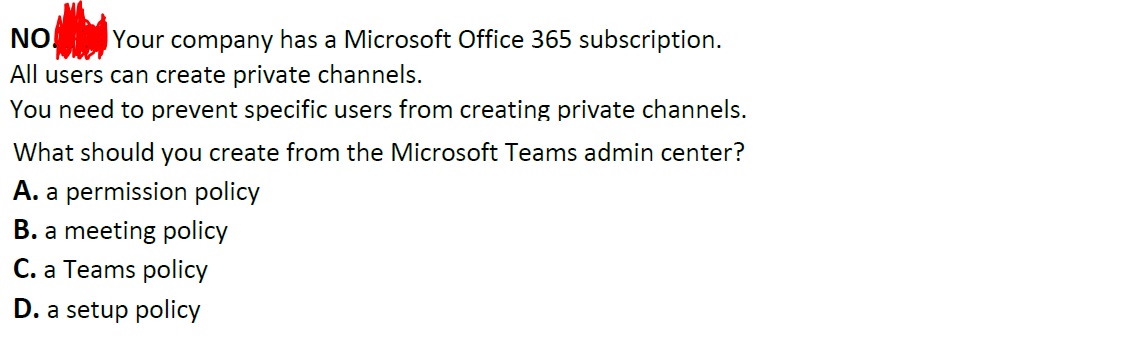 NO. Your company has a Microsoft Office 365 subscription.
All users can create private channels.
You need to prevent specific users from creating private channels.
What should you create from the Microsoft Teams admin center?
A. a permission policy
B. a meeting policy
C. a Teams policy
D. a setup policy